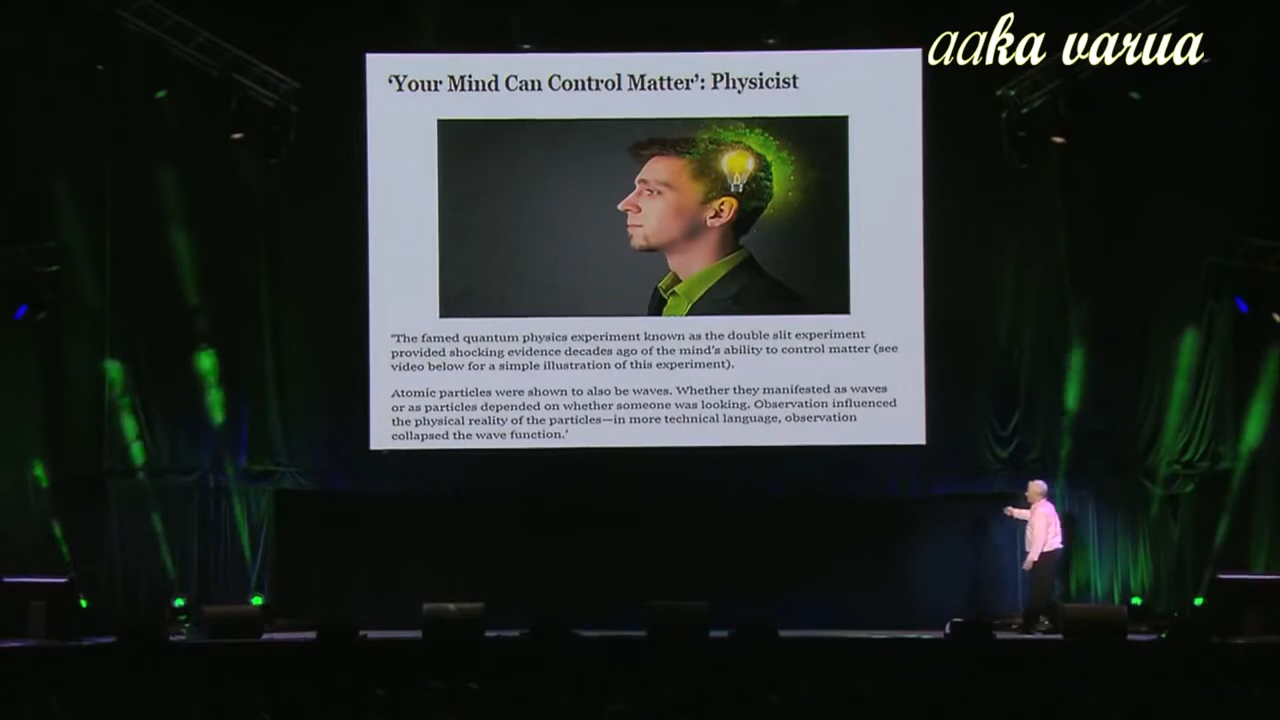 aaka varua
‘Your Mind Can Control Matter’: Physicist
‘The famed quantum physics experiment known as the double slit experiment
provided shocking evidence decades ago of the mind’s ability to control matter (see
video below for a simple illustration of this experiment).
Atomic particles were shown to also be waves. Whether they manifested as waves
or as particles depended on whether someone was looking. Observation influenced
the physical reality of the particles—in more technical language, observation
collapsed the wave function.’